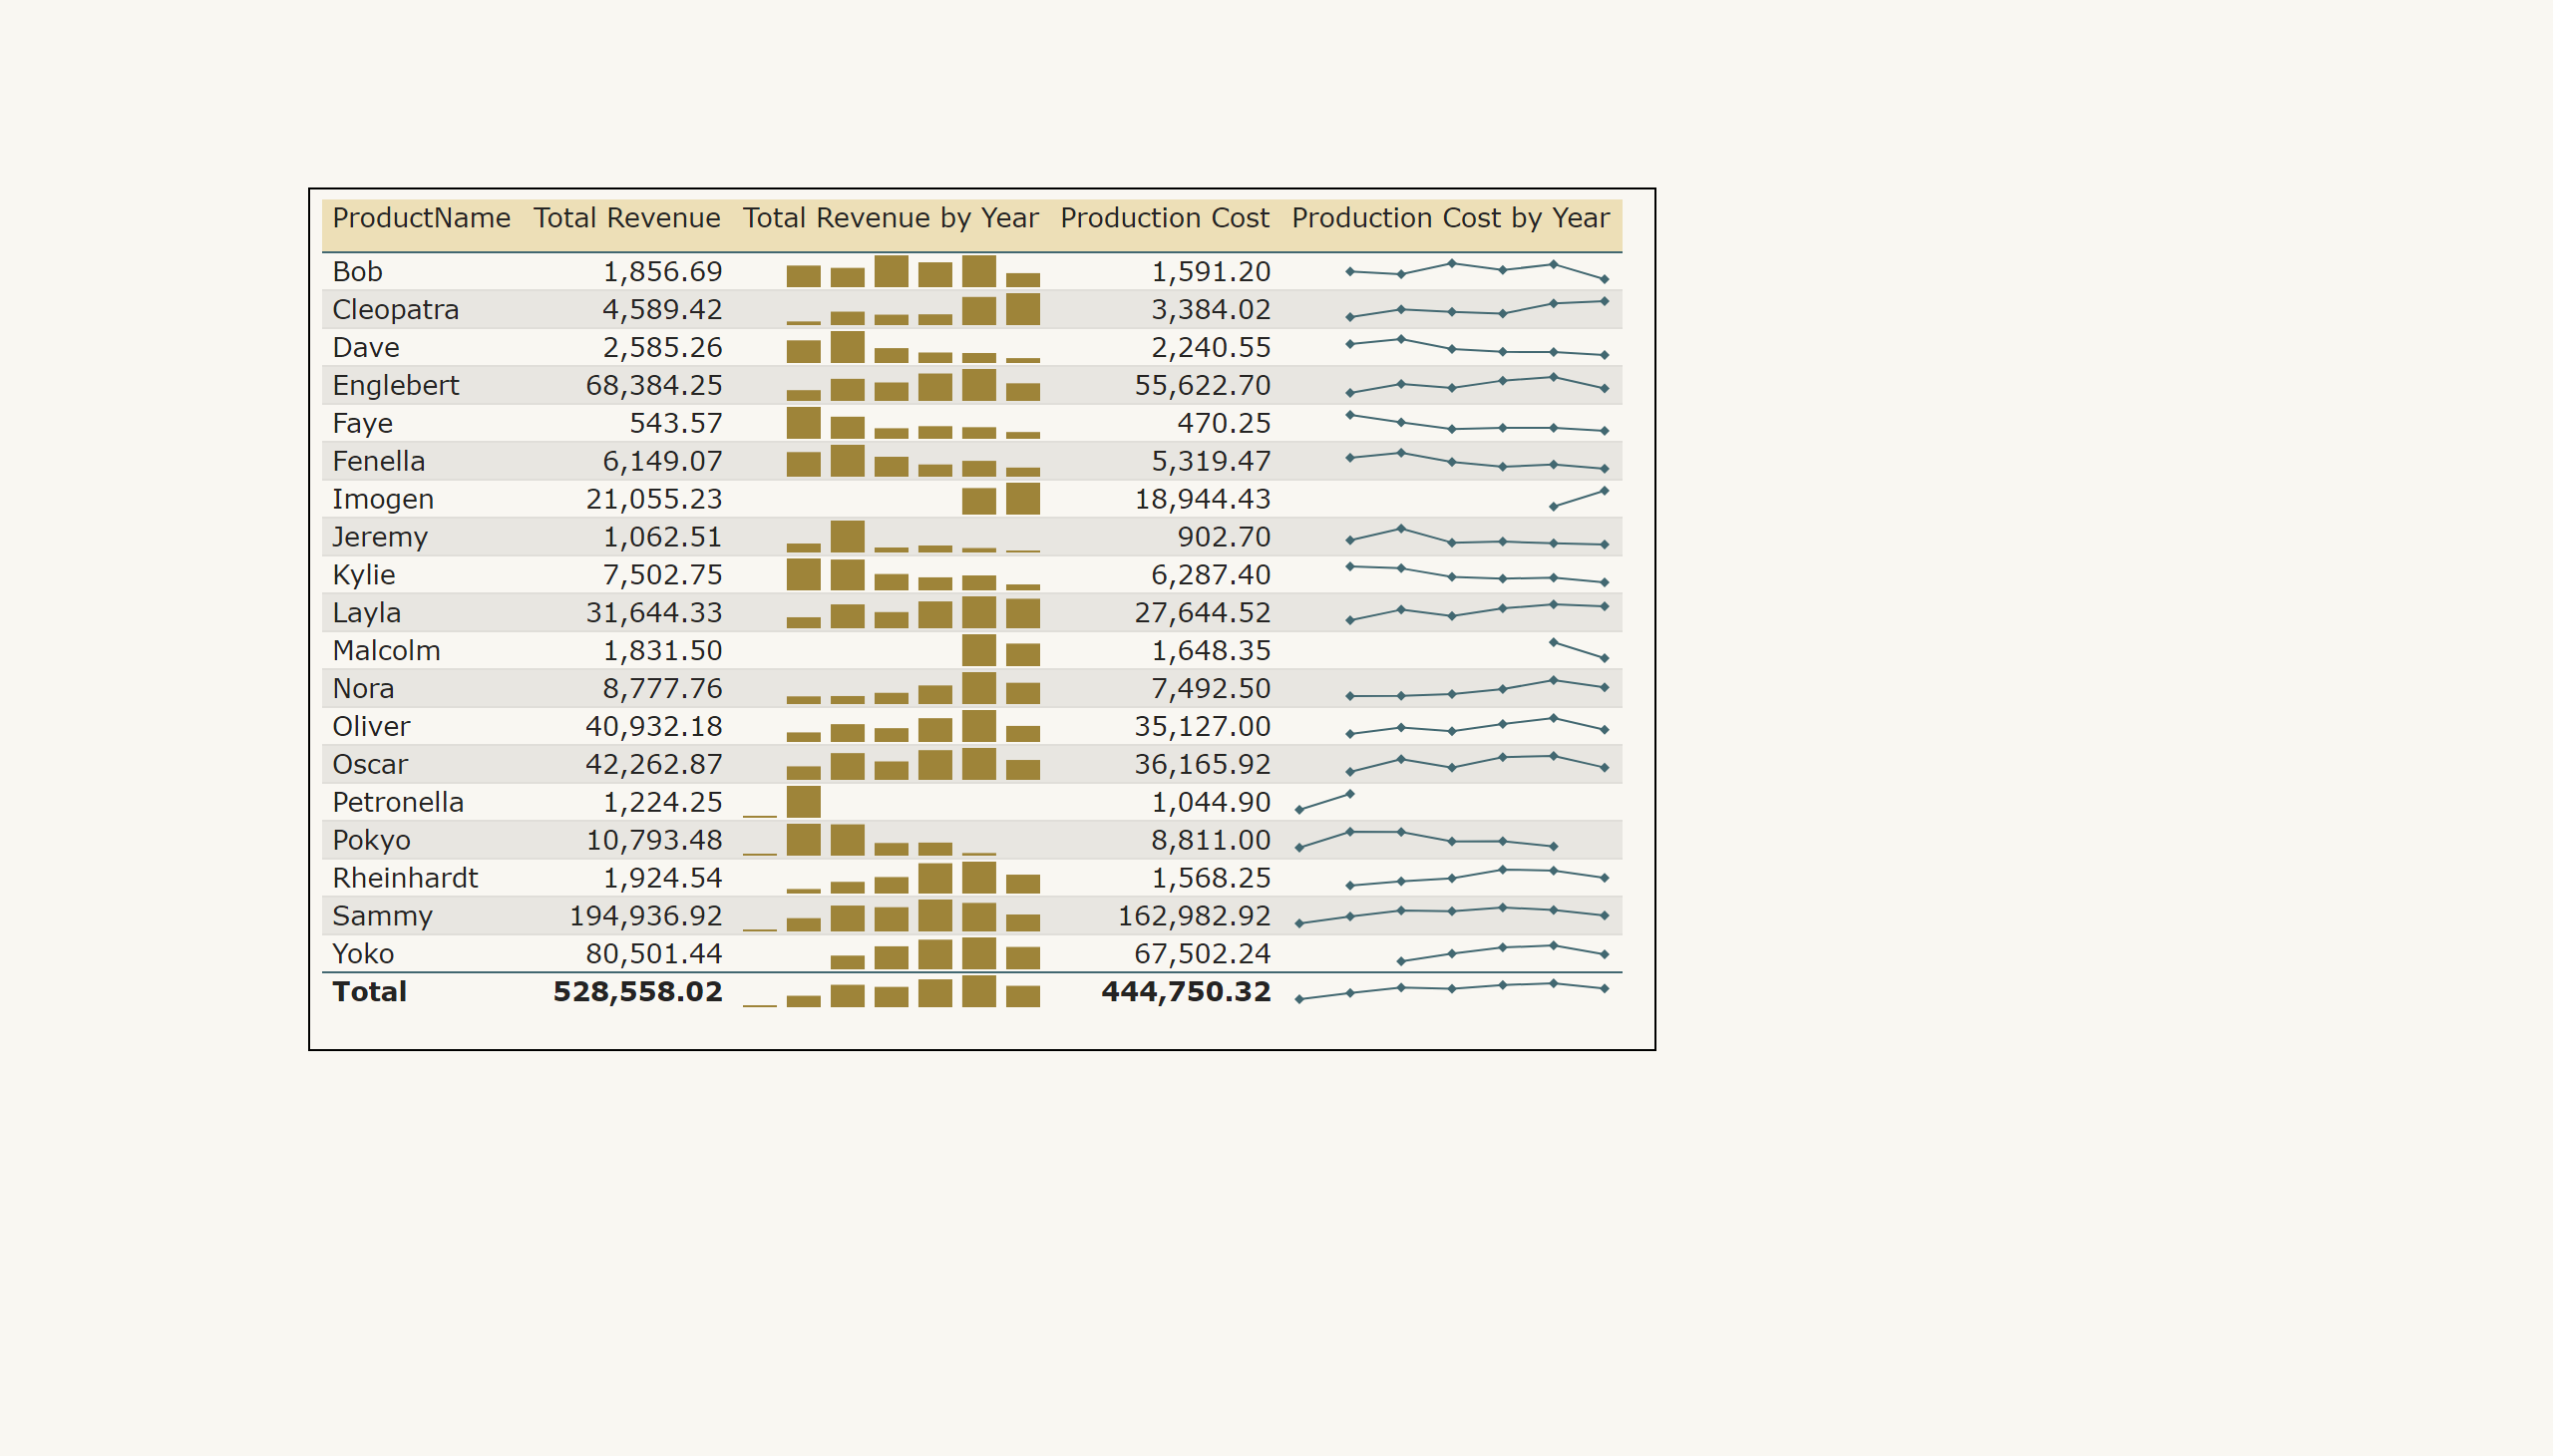 ProductName Total Revenue Total Revenue by Year Production Cost Production Cost by Year
Bob 1,856.69 1,591.20
Cleopatra 4,589.42 3,384.02
Dave 2,585.26 2,240.55
Englebert 68,384.25 55,622.70
Faye 543.57 470.25
Fenella 6,149.07 5,319.47
Imogen 21,055.23 18,944.43
Jeremy 1,062.51 902.70
Kylie 7,502.75 6,287.40
Layla 31,644.33 27,644.52
Malcolm 1,831.50 1,648.35
Nora 8,777.76 7,492.50
Oliver 40,932.18 35,127.00
Oscar 42,262.87 36,165.92
Petronella 1,224.25 1,044.90
Pokyo 10,793.48 8,811.00
Rheinhardt 1,924.54 1,568.25
Sammy 194,936.92 162,982.92
Yoko 80,501.44 67,502.24
Total 528,558.02 444,750.32